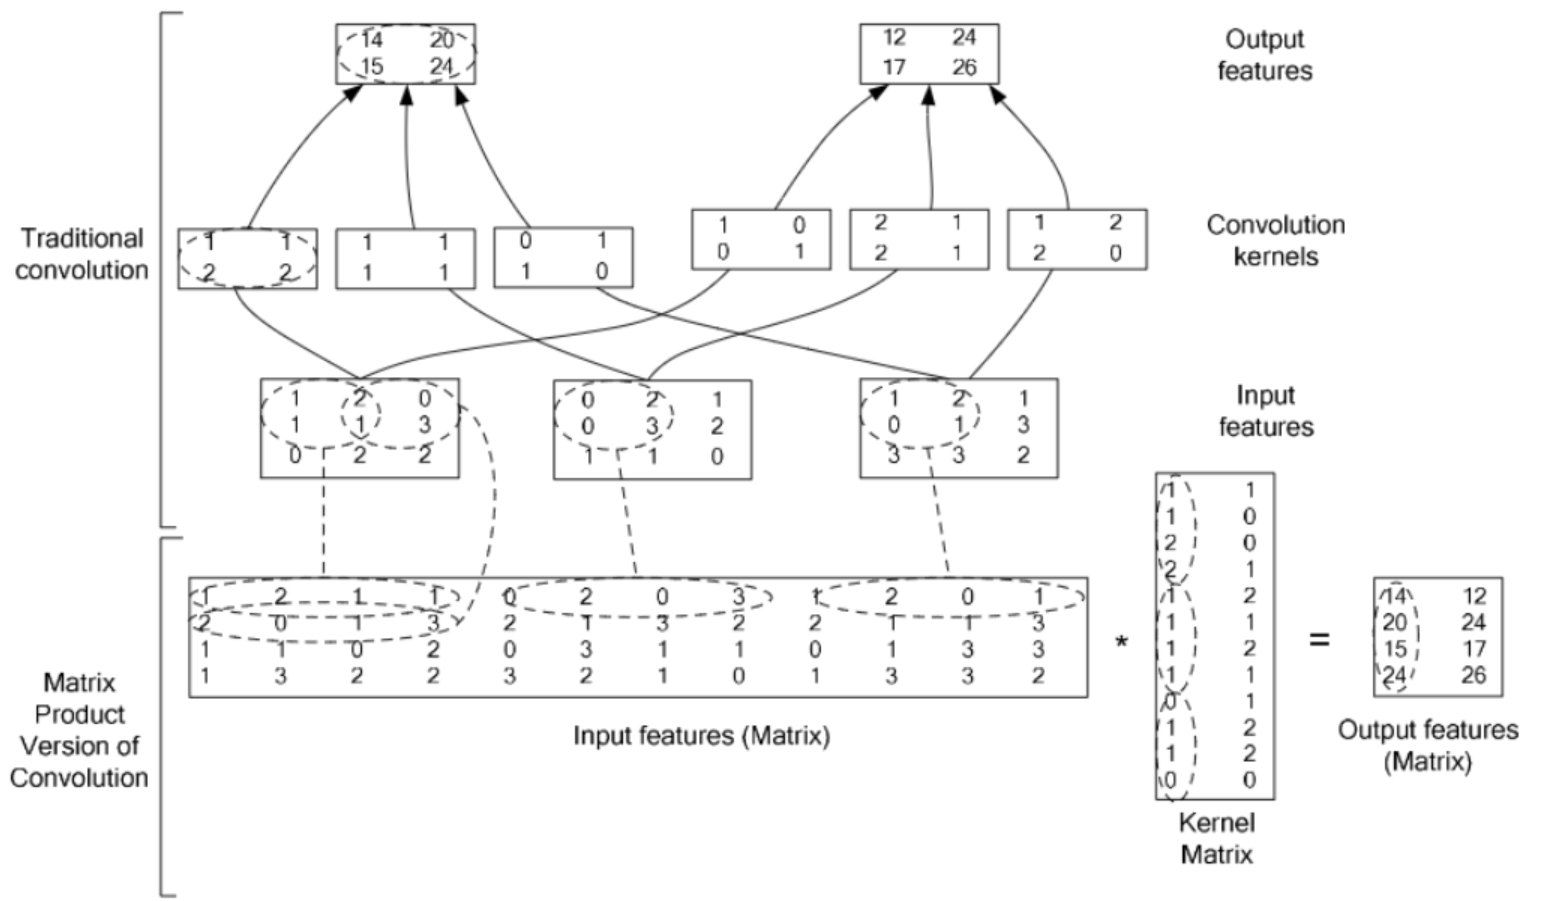 14 20
15 24
12 24
17 26
Output
features
Traditional
convolution
1 1
2 2
1 1
1 1
0 1
1 0
1 0
0 1
2 1
2 1
1 2
2 0
Convolution
kernels
1 2 0
1 1 3
0 2 2
0 2 1
0 3 2
1 1 0
1 2 1
0 1 3
3 3 2
Input
features
Matrix
Product
Version of
Convolution
1 2 1 1 0 2 0 3 1 2 0 1
2 0 1 3 2 1 3 2 2 1 1 3
1 1 0 2 0 3 1 1 0 1 3 3
1 3 2 2 3 2 1 0 1 3 3 2
Input features (Matrix)
*
1 1
1 0
2 0
2 1
1 2
1 1
1 2
1 1
0 1
1 2
1 2
0 0
Kernel
Matrix
=
14 12
20 24
15 17
24 26
Output features
(Matrix)